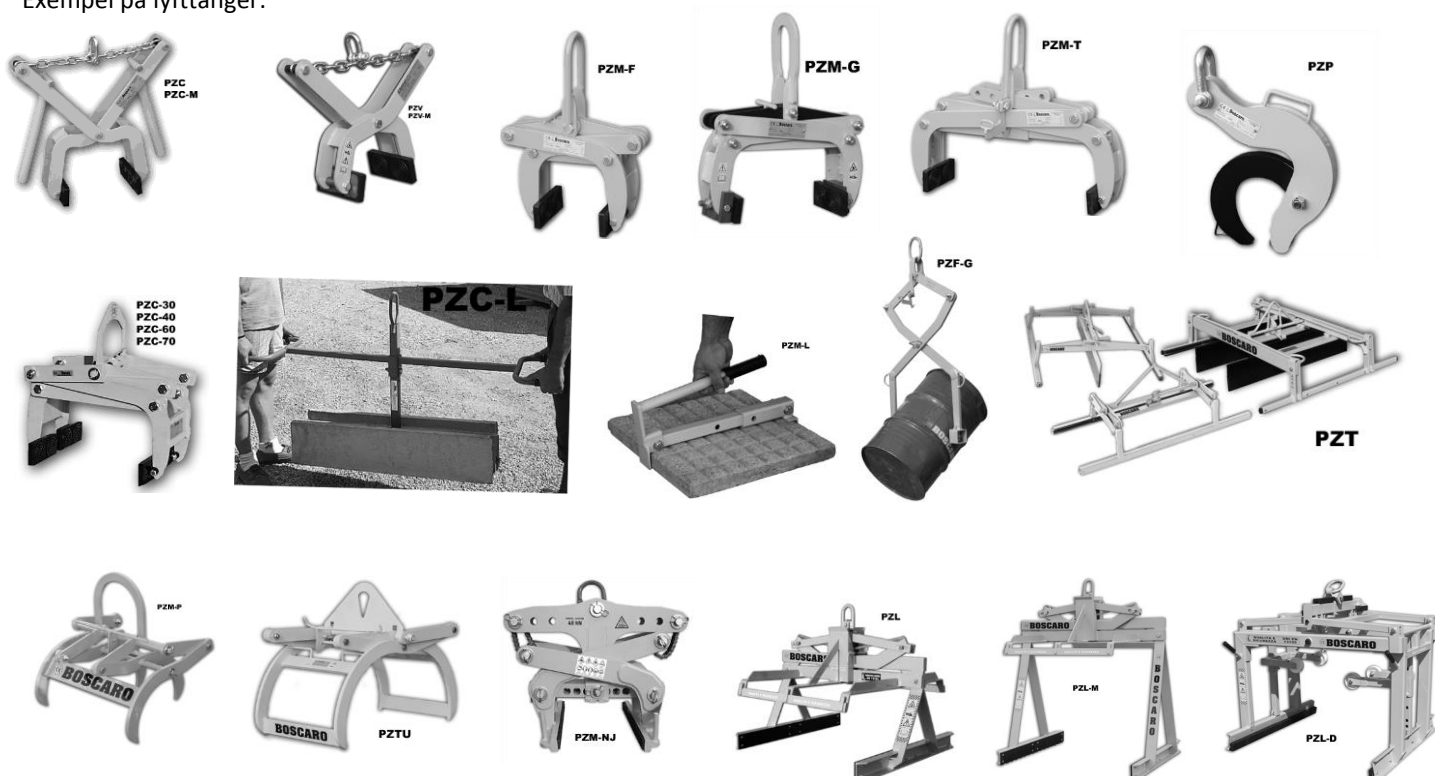 Exempel på lyfttänger:
PZC
PZC-M
PZV
PZV-M
PZM-F
PZM-G
PZM-T
PZP
PZC-30
PZC-40
PZC-60
PZC-70
PZC-L
PZM-L
PZF-G
BOSCARO
BOSCARO
PZT
PZM-P
BOSCARO
PZTU
BOSCARO
PZM-NJ
PZL
BOSCARO
BOSCARO
PZL-M
BOSCARO
BOSCARO
PZL-D